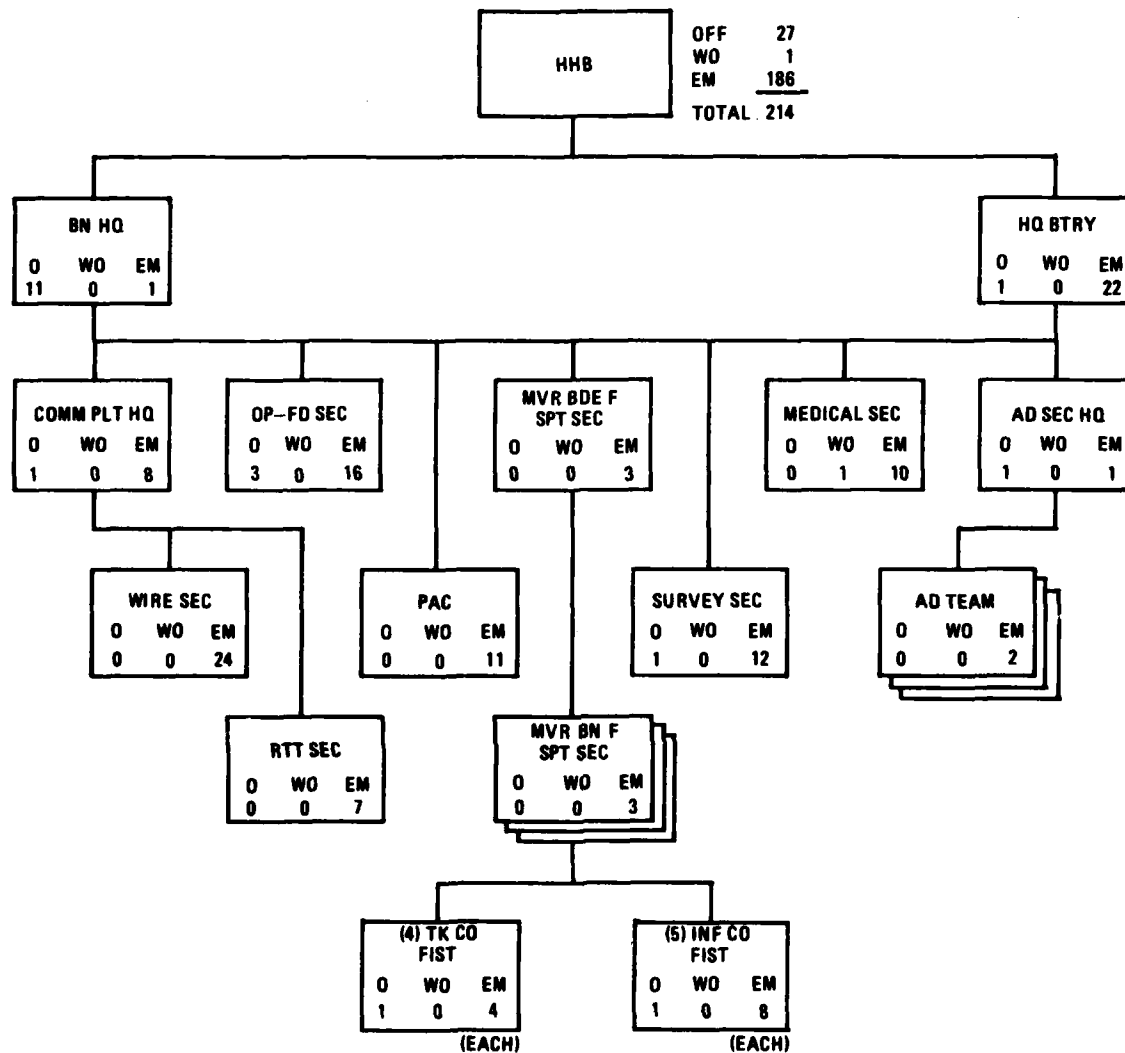 HHB
OFF 27
WO 1
EM 186
TOTAL 214
BN HQ
O WO EM
11 0 1
HQ BTRY
O WO EM
1 0 22
COMM PLT HQ
O WO EM
1 0 8
OP-FD SEC
O WO EM
3 0 16
MVR BDE F
SPT SEC
O WO EM
0 0 3
MEDICAL SEC
O WO EM
0 1 10
AD SEC HQ
O WO EM
1 0 1
WIRE SEC
O WO EM
0 0 24
PAC
O WO EM
0 0 11
SURVEY SEC
O WO EM
1 0 12
AD TEAM
O WO EM
0 0 2
RTT SEC
O WO EM
0 0 7
MVR BN F
SPT SEC
O WO EM
0 0 3
(4) TK CO
FIST
O WO EM
1 0 4
(EACH)
(5) INF CO
FIST
O WO EM
1 0 8
(EACH)